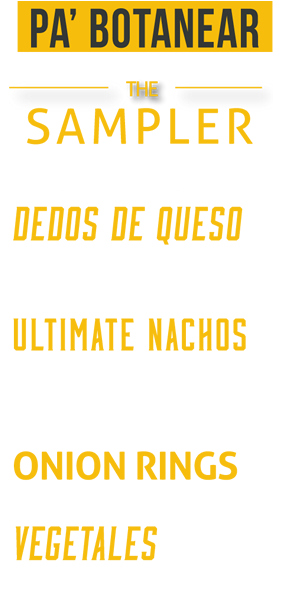 PA' BOTANEAR
THE
SAMPLER
DEDOS DE QUESO
ULTIMATE NACHOS
ONION RINGS
VEGETALES